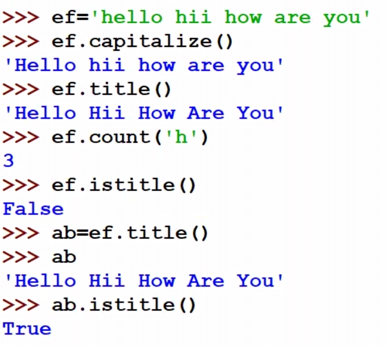 >>> ef='hello hii how are you'
>>> ef.capitalize()
'Hello hii how are you'
>>> ef.title()
'Hello Hii How Are You'
>>> ef.count('h')
3
>>> ef.istitle()
False
>>> ab=ef.title()
>>> ab
'Hello Hii How Are You'
>>> ab.istitle()
True